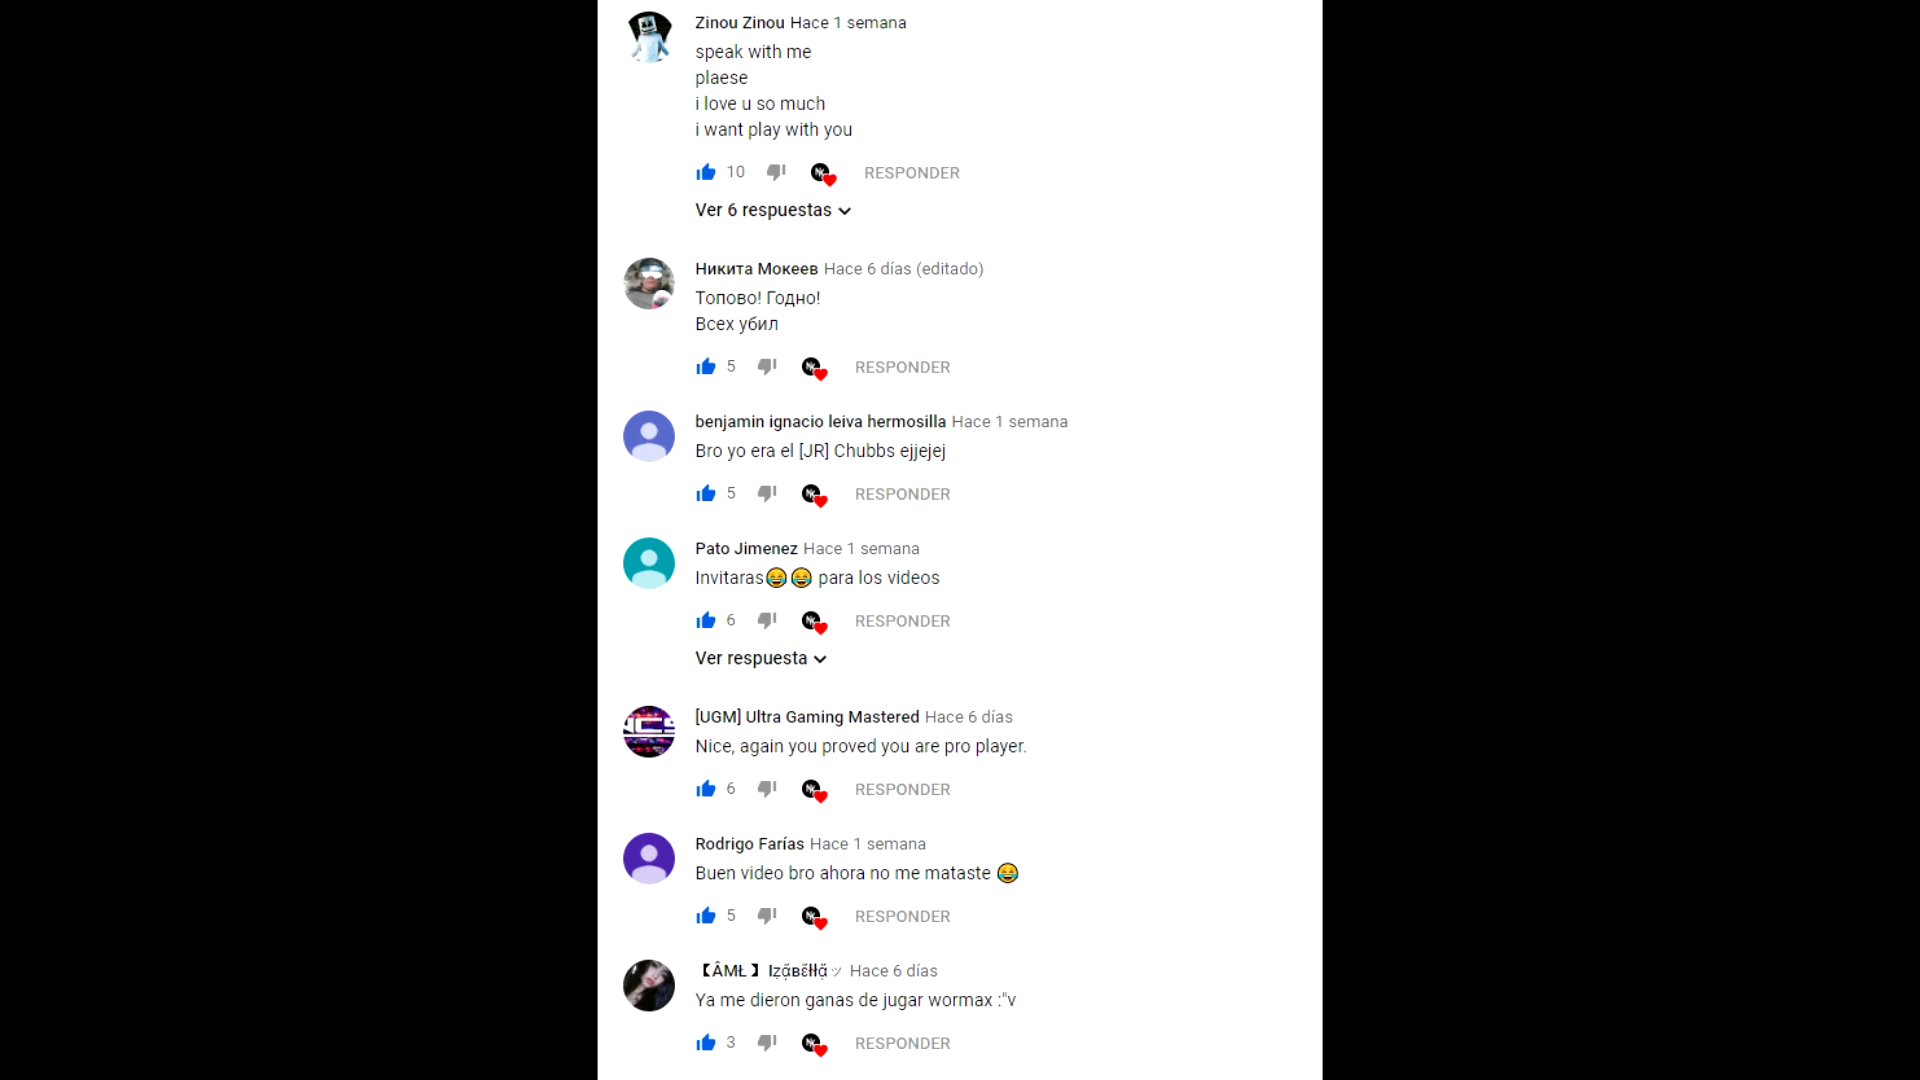 Zinou Zinou Hace 1 semana
speak with me
plaese
i love u so much
i want play with you
10 RESPONDER
Ver 6 respuestas
Никита Мокеев Hace 6 días (editado)
Топово! Годно!
Всех убил
5 RESPONDER
benjamin ignacio leiva hermosilla Hace 1 semana
Bro yo era el [JR] Chubbs ejjejej
5 RESPONDER
Pato Jimenez Hace 1 semana
Invitaras😂😂 para los videos
6 RESPONDER
Ver respuesta
[UGM] Ultra Gaming Mastered Hace 6 días
Nice, again you proved you are pro player.
6 RESPONDER
Rodrigo Farías Hace 1 semana
Buen video bro ahora no me mataste 😂
5 RESPONDER
【ÂMŁ】 Hace 6 días
Ya me dieron ganas de jugar wormax :"v
3 RESPONDER